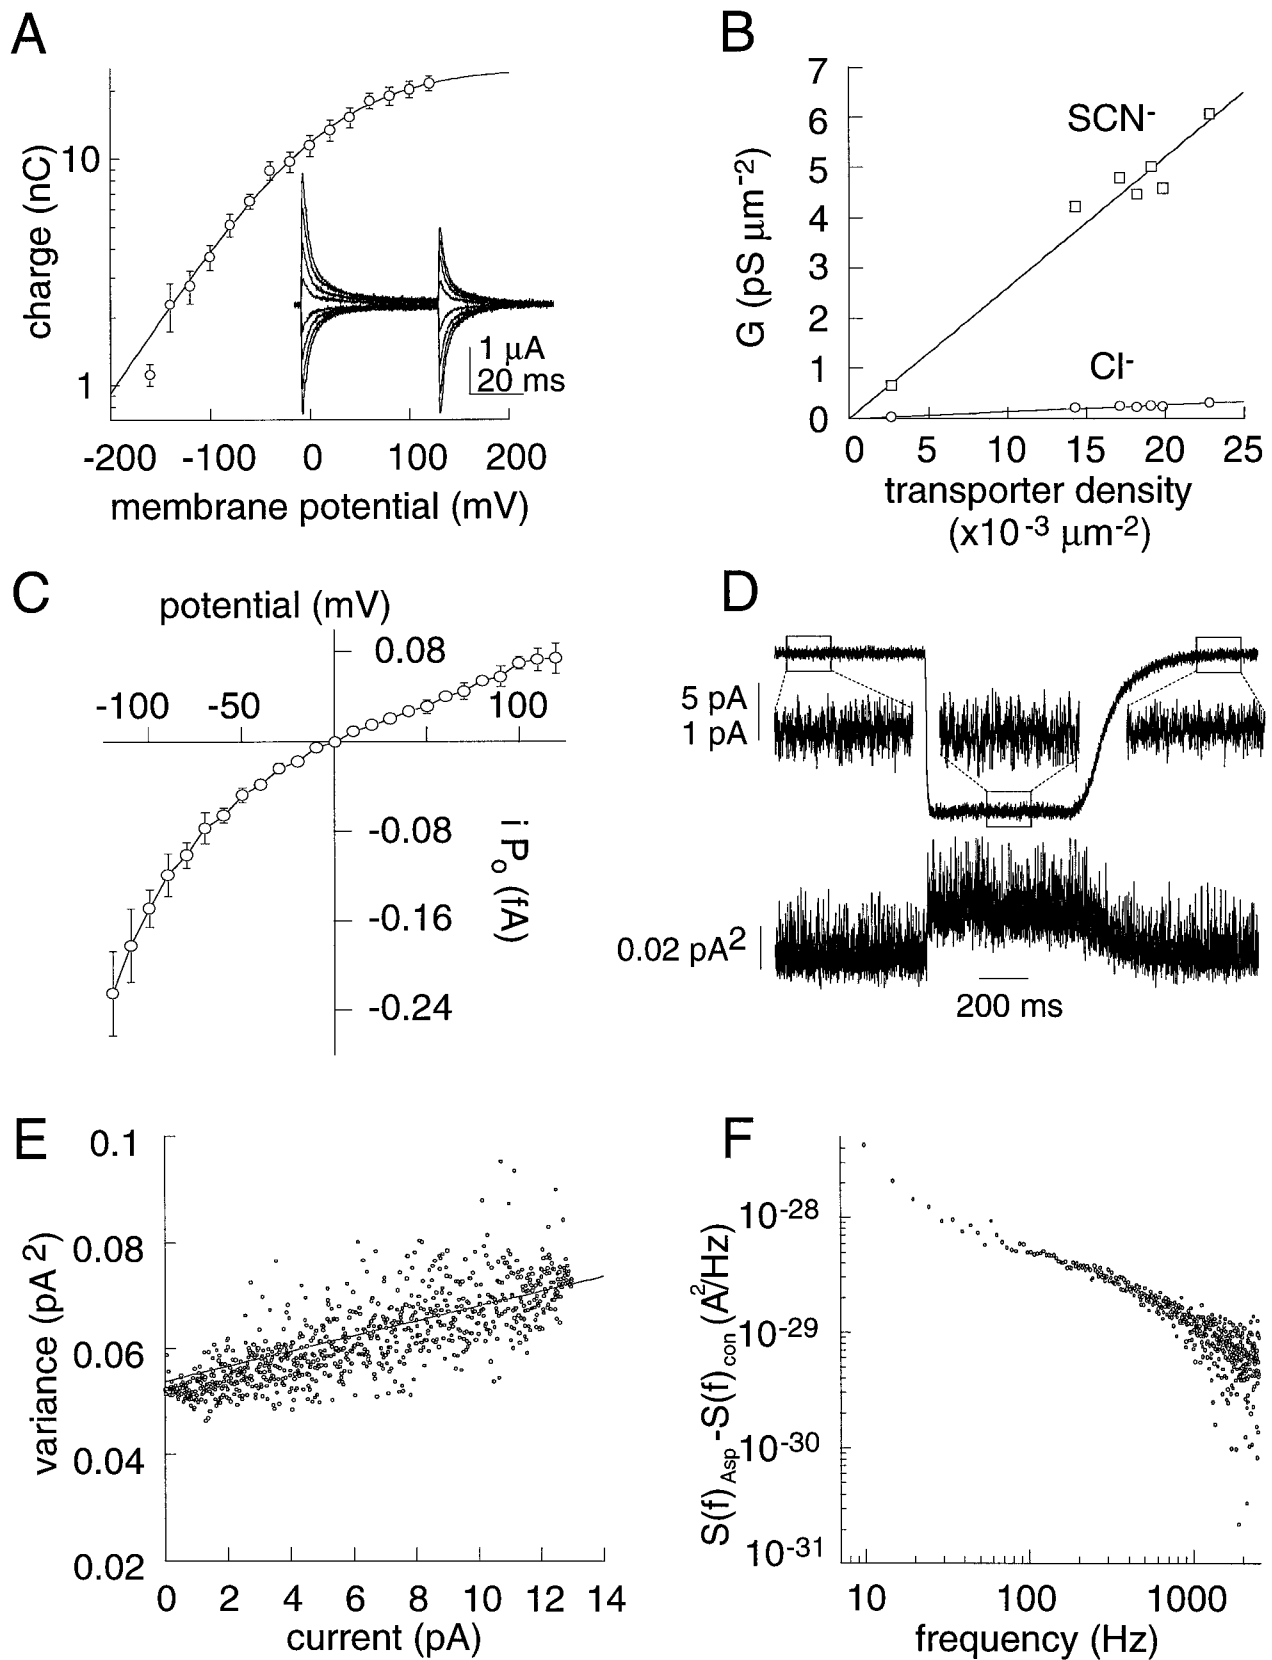 A
charge (nC)
10
1
-200 -100 0 100 200
membrane potential (mV)
1 µA
20 ms
B
G (pS µm-2)
7
6
5
4
3
2
1
0
SCN-
Cl-
0 5 10 15 20 25
transporter density
(x10-3 µm-2)
C
potential (mV)
0.08
-100 -50 100
-0.08
-0.16
-0.24
i Po (fA)
D
5 pA
1 pA
0.02 pA2
200 ms
E
variance (pA2)
0.1
0.08
0.06
0.04
0.02
0 2 4 6 8 10 12 14
current (pA)
F
S(f)Asp-S(f)con (A2/Hz)
10-28
10-29
10-30
10-31
10 100 1000
frequency (Hz)